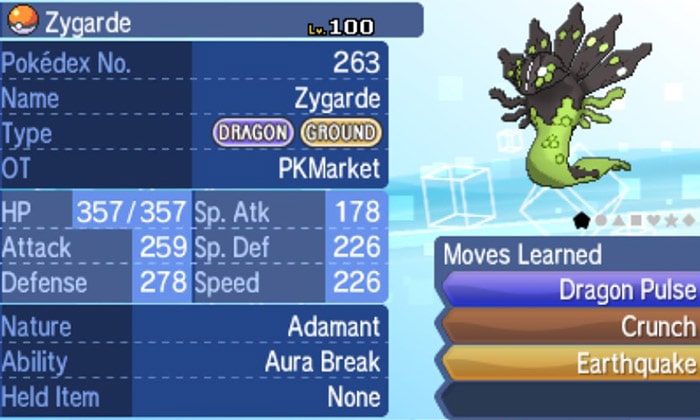 Zygarde Lv.100
Pokédex No. 263
Name Zygarde
Type DRAGON GROUND
OT PKMarket
HP 357/357 Sp. Atk 178
Attack 259 Sp. Def 226
Defense 278 Speed 226
Nature Adamant
Ability Aura Break
Held Item None
Moves Learned
Dragon Pulse
Crunch
Earthquake